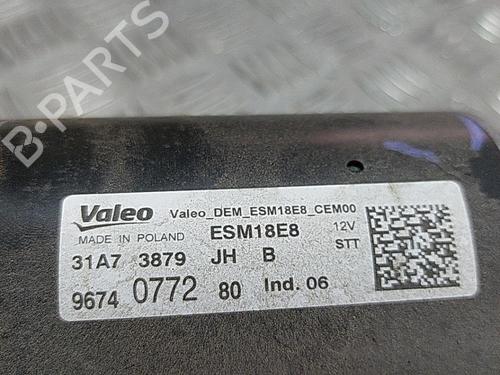 B-PARTS
Valeo Valeo_DEM_ESM18E8_CEM00
MADE IN POLAND ESM18E8 12V
STT
31A7 3879 JH B
9674 0772 80 Ind. 06